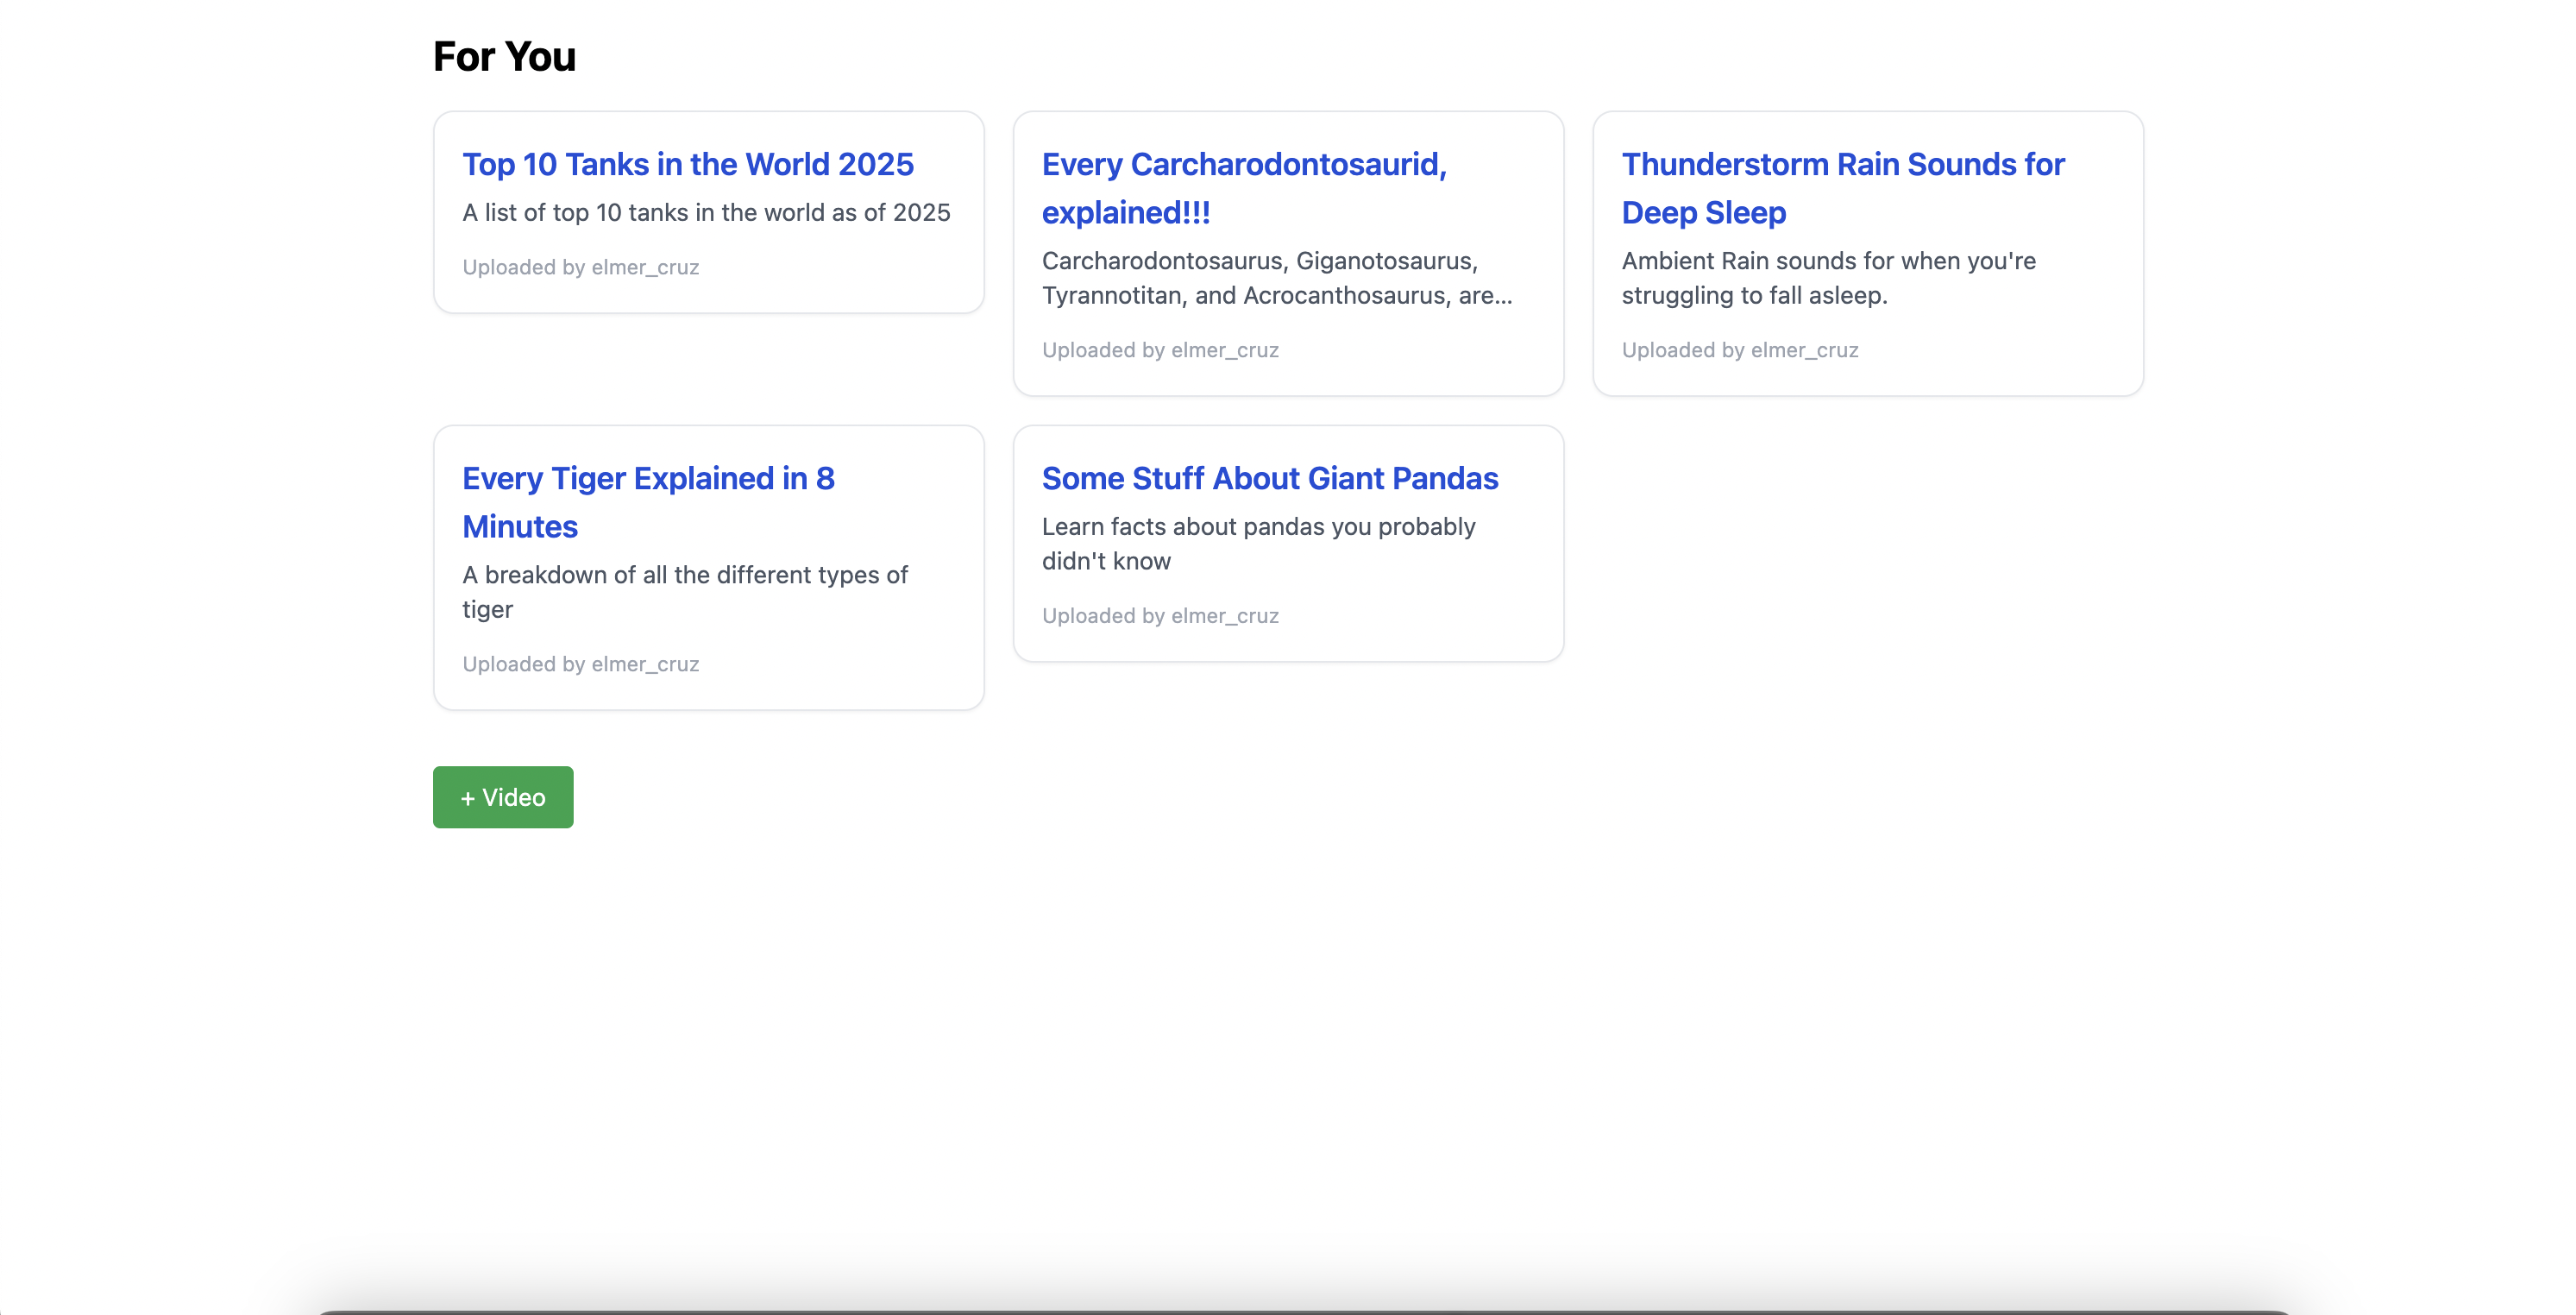 For You
Top 10 Tanks in the World 2025
A list of top 10 tanks in the world as of 2025
Uploaded by elmer_cruz
Every Carcharodontosaurid,
explained!!!
Carcharodontosaurus, Giganotosaurus,
Tyrannotitan, and Acrocanthosaurus, are...
Uploaded by elmer_cruz
Thunderstorm Rain Sounds for
Deep Sleep
Ambient Rain sounds for when you're
struggling to fall asleep.
Uploaded by elmer_cruz
Every Tiger Explained in 8
Minutes
A breakdown of all the different types of
tiger
Uploaded by elmer_cruz
Some Stuff About Giant Pandas
Learn facts about pandas you probably
didn't know
Uploaded by elmer_cruz
+ Video